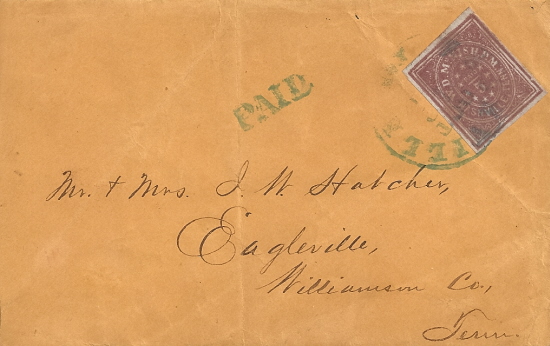 PAID
Mr. & Mrs. J. W. Hatcher,
Eagleville,
Williamson Co.,
Tenn.